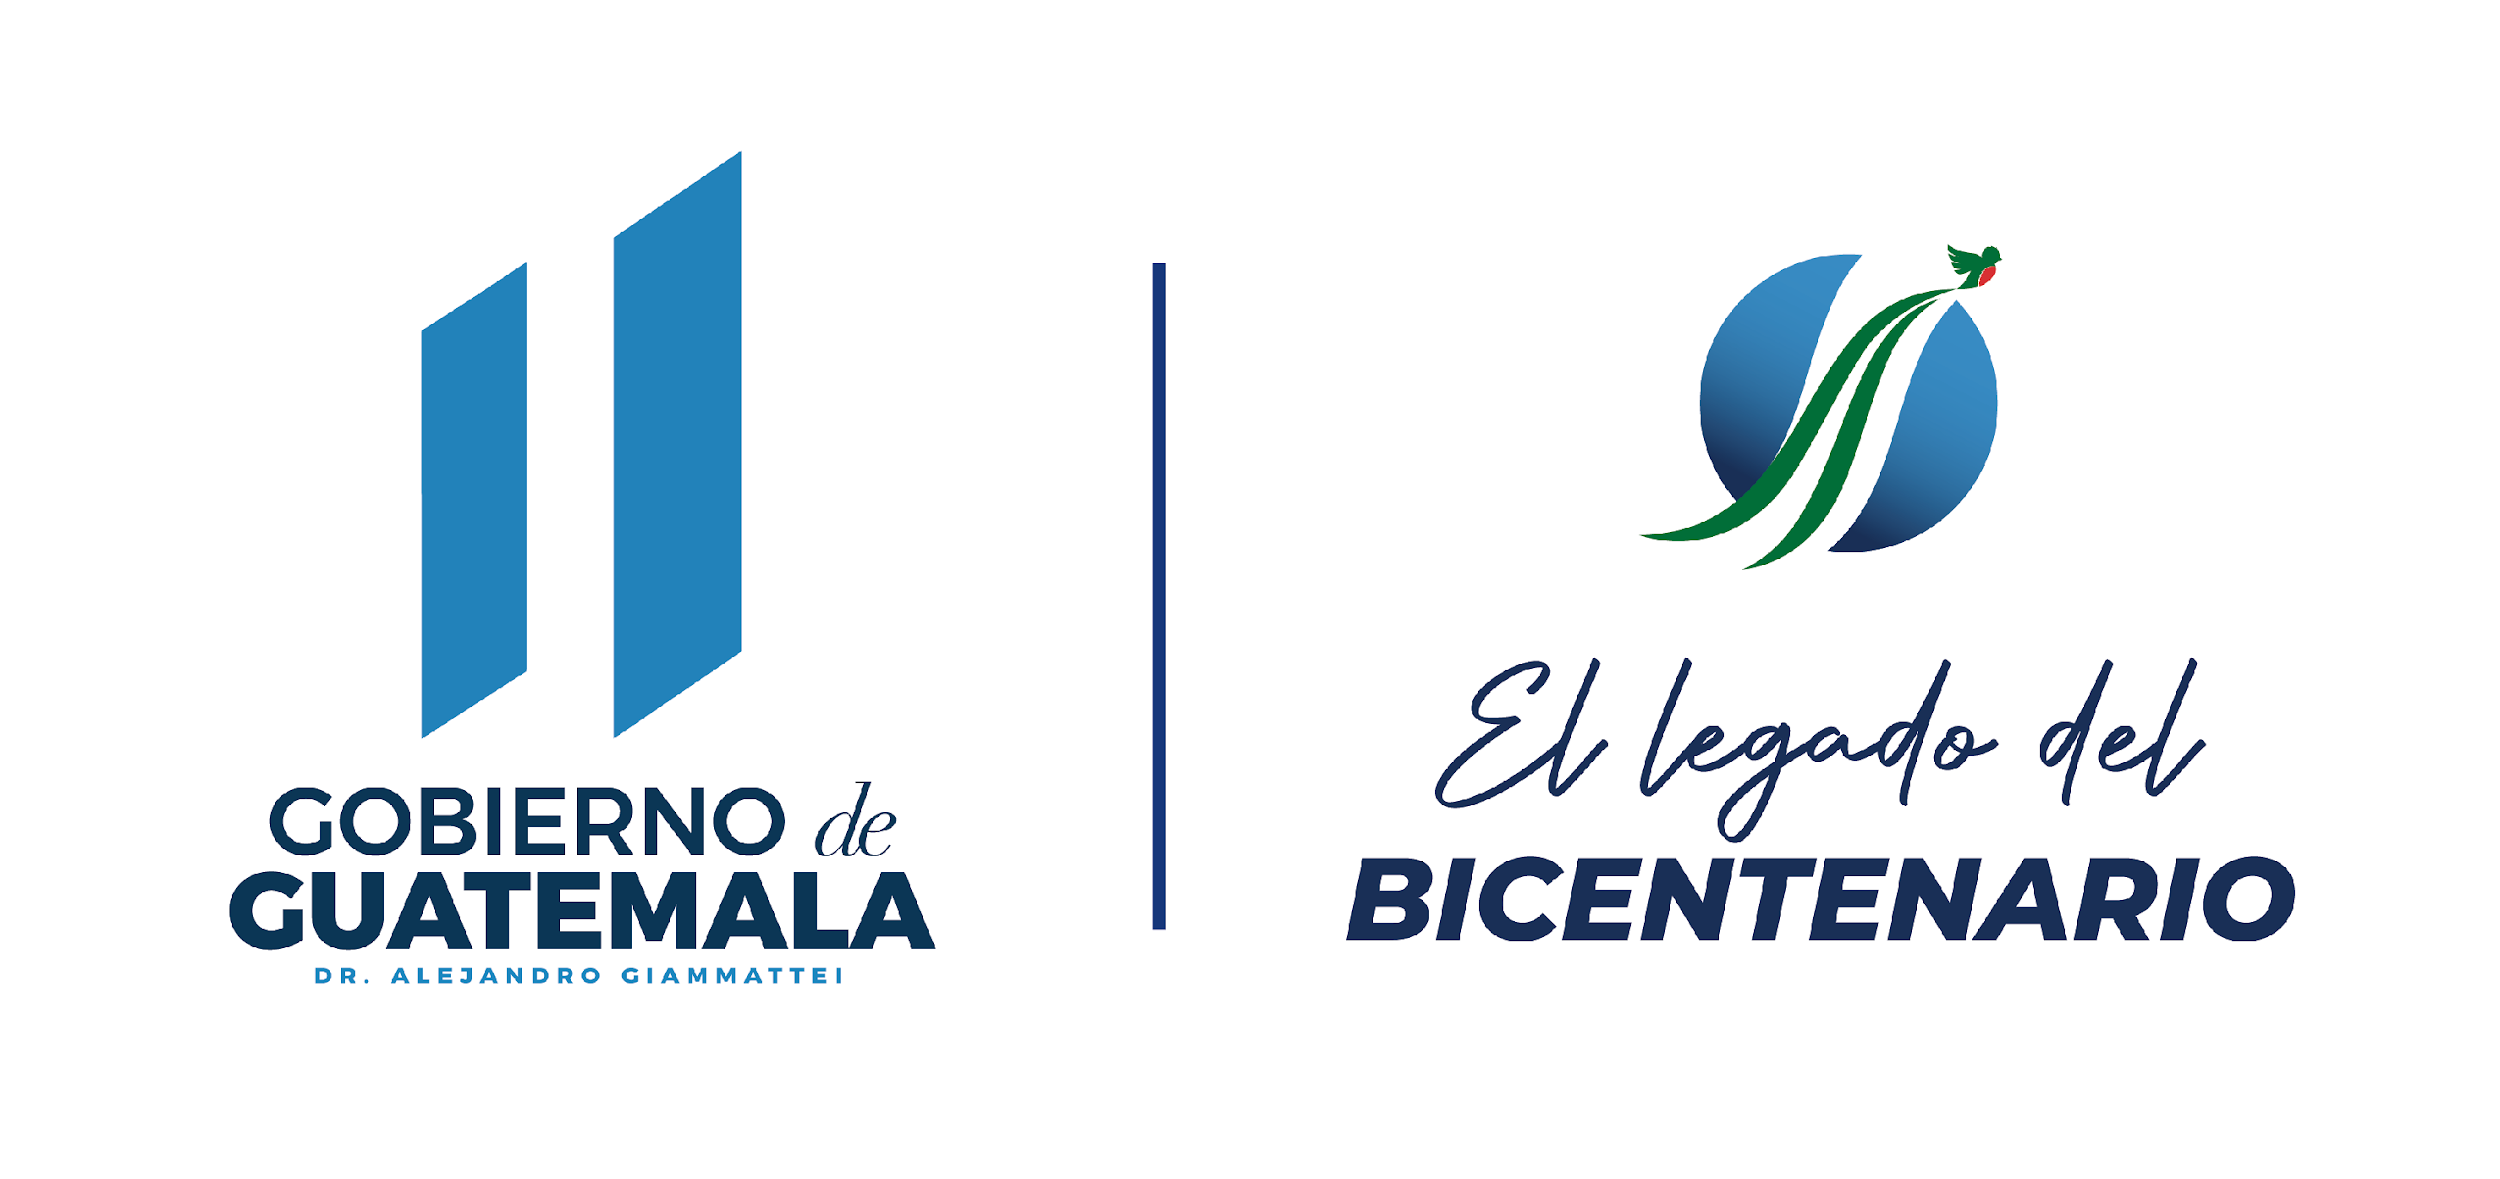 GOBIERNO de
GUATEMALA
DR. ALEJANDRO GIAMMATTEI
El legado del
BICENTENARIO